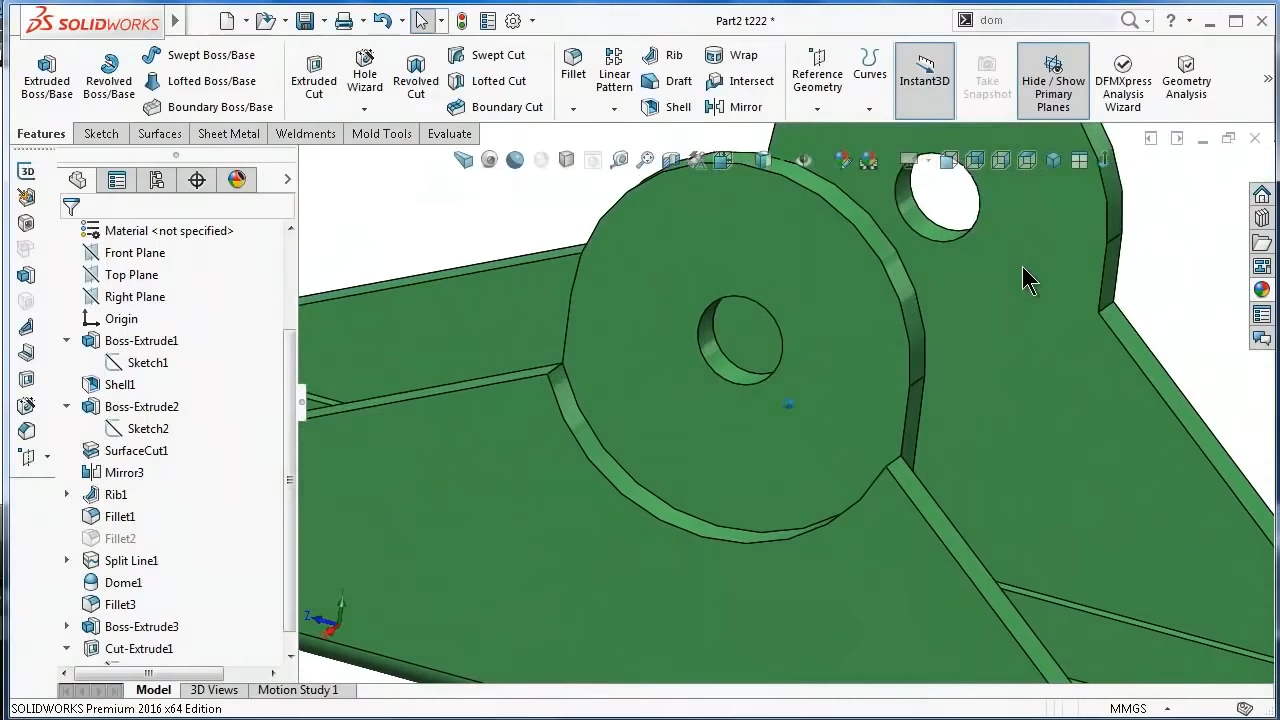 SOLIDWORKS
Part2 t222 *
dom
?
Extruded Boss/Base
Revolved Boss/Base
Swept Boss/Base
Lofted Boss/Base
Boundary Boss/Base
Extruded Cut
Hole Wizard
Revolved Cut
Swept Cut
Lofted Cut
Boundary Cut
Fillet
Linear Pattern
Rib
Draft
Shell
Wrap
Intersect
Mirror
Reference Geometry
Curves
Instant3D
Take Snapshot
Hide / Show Primary Planes
DFMXpress Analysis Wizard
Geometry Analysis
Features
Sketch
Surfaces
Sheet Metal
Weldments
Mold Tools
Evaluate
Material <not specified>
Front Plane
Top Plane
Right Plane
Origin
Boss-Extrude1
Sketch1
Shell1
Boss-Extrude2
Sketch2
SurfaceCut1
Mirror3
Rib1
Fillet1
Fillet2
Split Line1
Dome1
Fillet3
Boss-Extrude3
Cut-Extrude1
Z
Model
3D Views
Motion Study 1
SOLIDWORKS Premium 2016 x64 Edition
MMGS